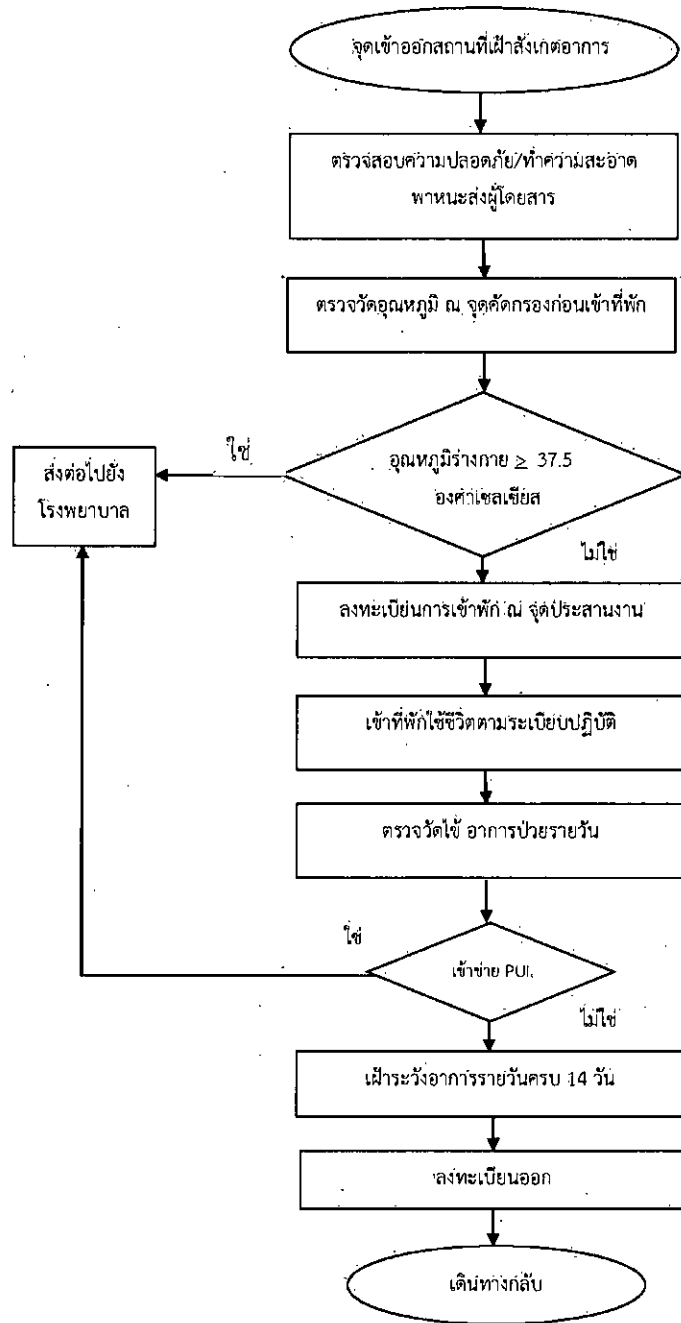 จุดเข้าออกสถานที่เฝ้าสังเกตอาการ
ตรวจสอบความปลอดภัย/ทำความสะอาด
พาหนะส่งผู้โดยสาร
ตรวจวัดอุณหภูมิ ณ จุดคัดกรองก่อนเข้าที่พัก
อุณหภูมิร่างกาย ≥ 37.5
องศาเซลเซียส
ใช่
ส่งต่อไปยัง
โรงพยาบาล
ไม่ใช่
ลงทะเบียนการเข้าพัก ณ จุดประสานงาน
เข้าที่พักใช้ชีวิตตามระเบียบปฏิบัติ
ตรวจวัดไข้ อาการป่วยรายวัน
ใช่
เข้าข่าย PUI
ไม่ใช่
เฝ้าระวังอาการรายวันครบ 14 วัน
ลงทะเบียนออก
เดินทางกลับ